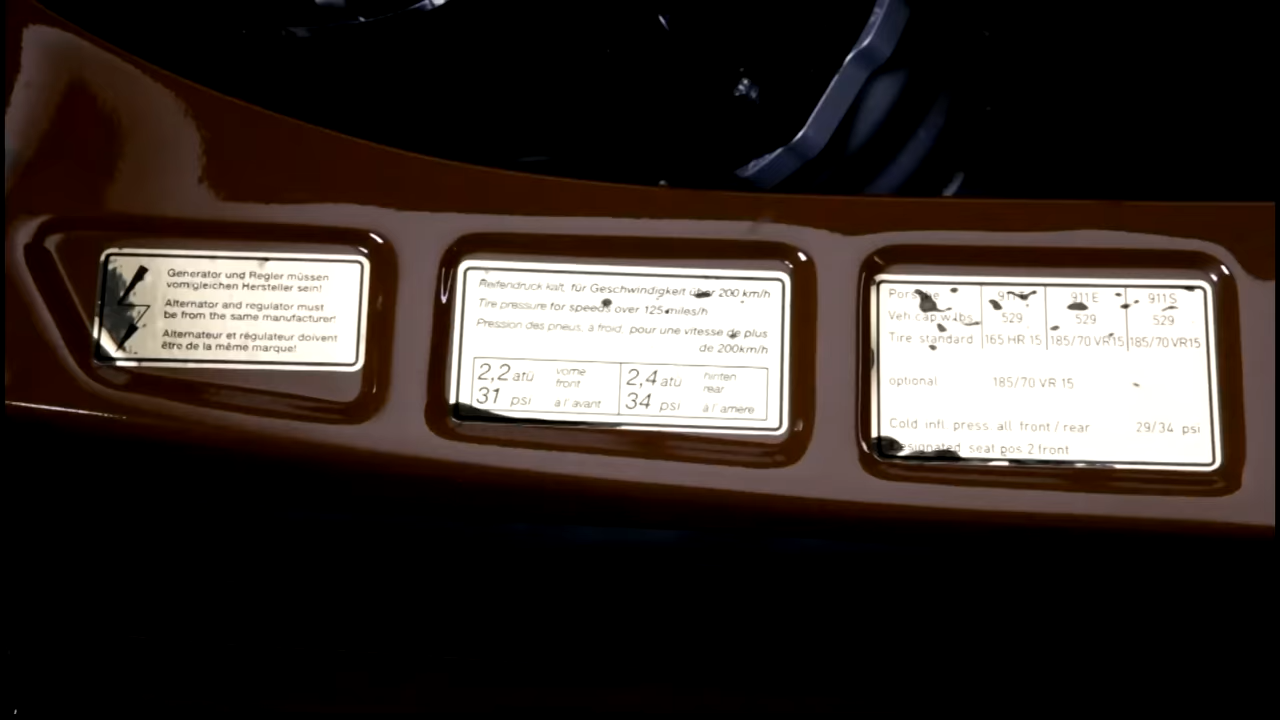 Generator und Regler müssen
vom gleichen Hersteller sein!
Alternator and regulator must
be from the same manufacturer!
Alternateur et régulateur doivent
être de la même marque!
Reifendruck kalt, für Geschwindigkeit über 200 km/h
Tire pressure for speeds over 125 miles/h
Pression des pneus, à froid, pour une vitesse de plus
de 200km/h
2,2 atü vorne 2,4 atü hinten
front rear
31 psi à l'avant 34 psi à l'arrière
Porsche 911T 911E 911S
Veh cap w. lbs 529 529 529
Tire standard 165 HR 15 185/70 VR15 185/70 VR15
optional 185/70 VR 15
Cold infl. press all front/rear 29/34 psi
Designated seat pos 2 front